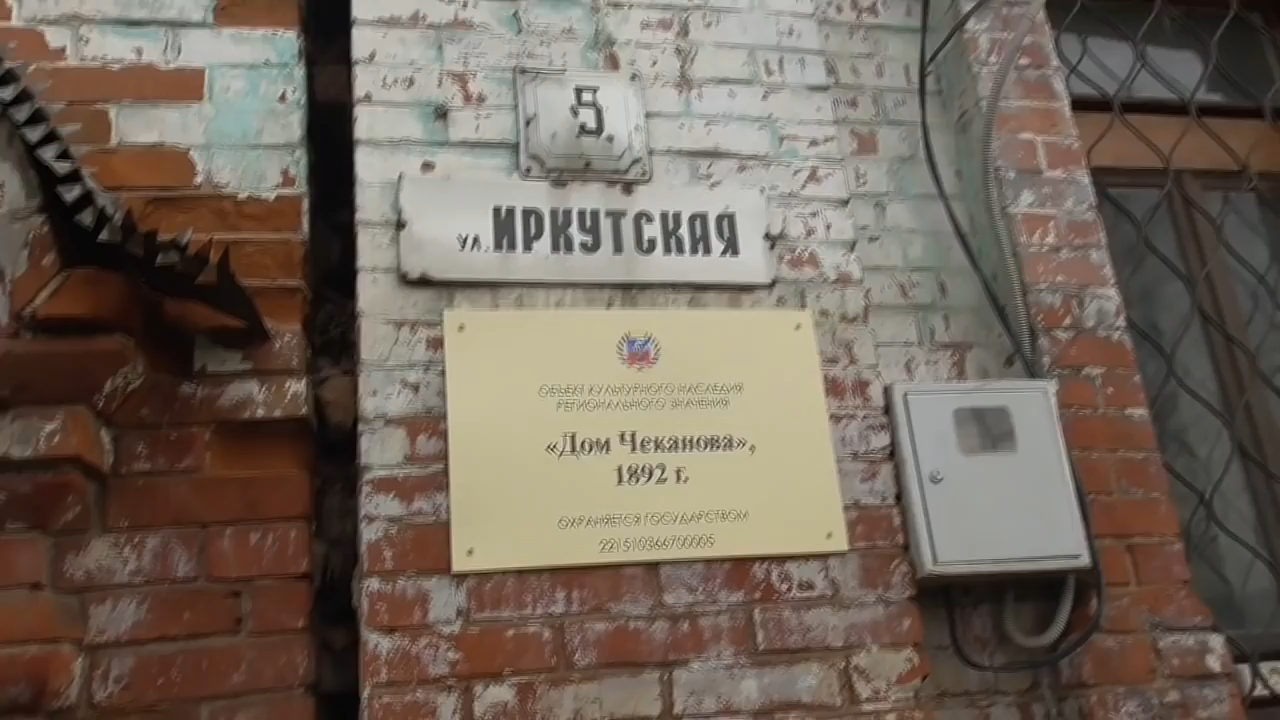 5
ул. ИРКУТСКАЯ
ОБЪЕКТ КУЛЬТУРНОГО НАСЛЕДИЯ
РЕГИОНАЛЬНОГО ЗНАЧЕНИЯ
«Дом Чеканова»,
1892 г.
ОХРАНЯЕТСЯ ГОСУДАРСТВОМ
221510366700005